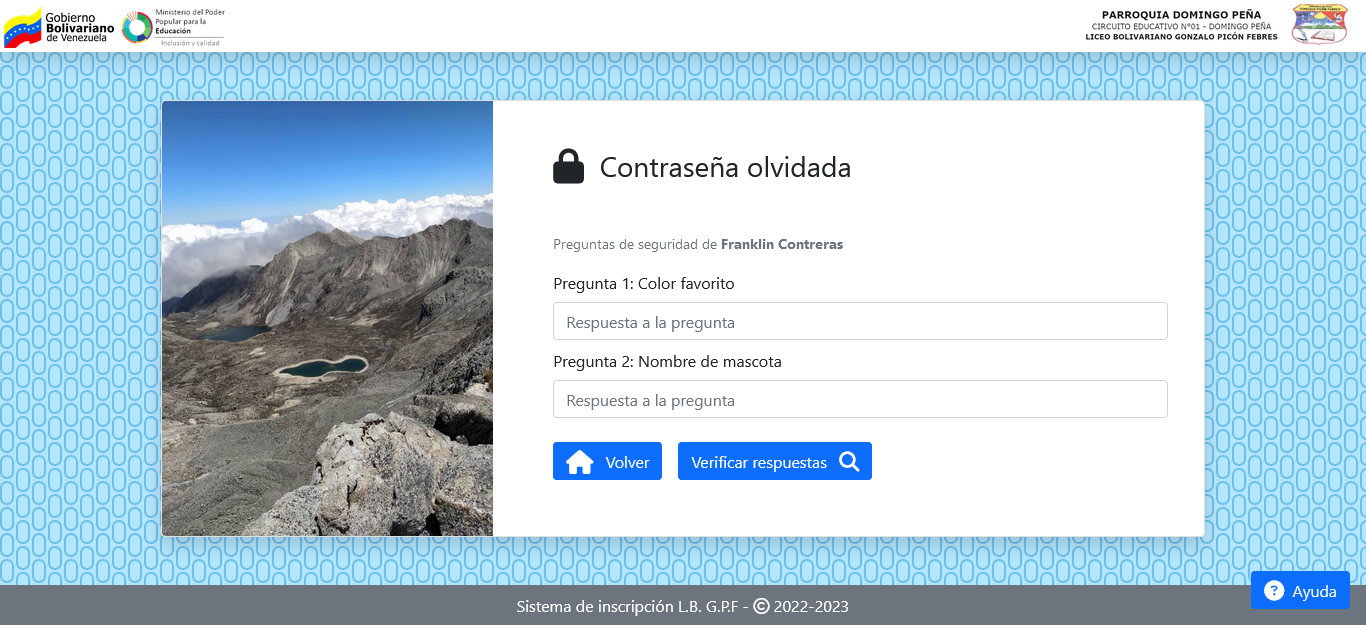 Gobierno
Bolivariano
de Venezuela
Ministerio del Poder
Popular para la
Educación
Inclusión y calidad
PARROQUIA DOMINGO PEÑA
CIRCUITO EDUCATIVO Nº01 - DOMINGO PEÑA
LICEO BOLIVARIANO GONZALO PICÓN FEBRES
Contraseña olvidada
Preguntas de seguridad de Franklin Contreras
Pregunta 1: Color favorito
Respuesta a la pregunta
Pregunta 2: Nombre de mascota
Respuesta a la pregunta
Volver
Verificar respuestas
Ayuda
Sistema de inscripción L.B. G.P.F - © 2022-2023